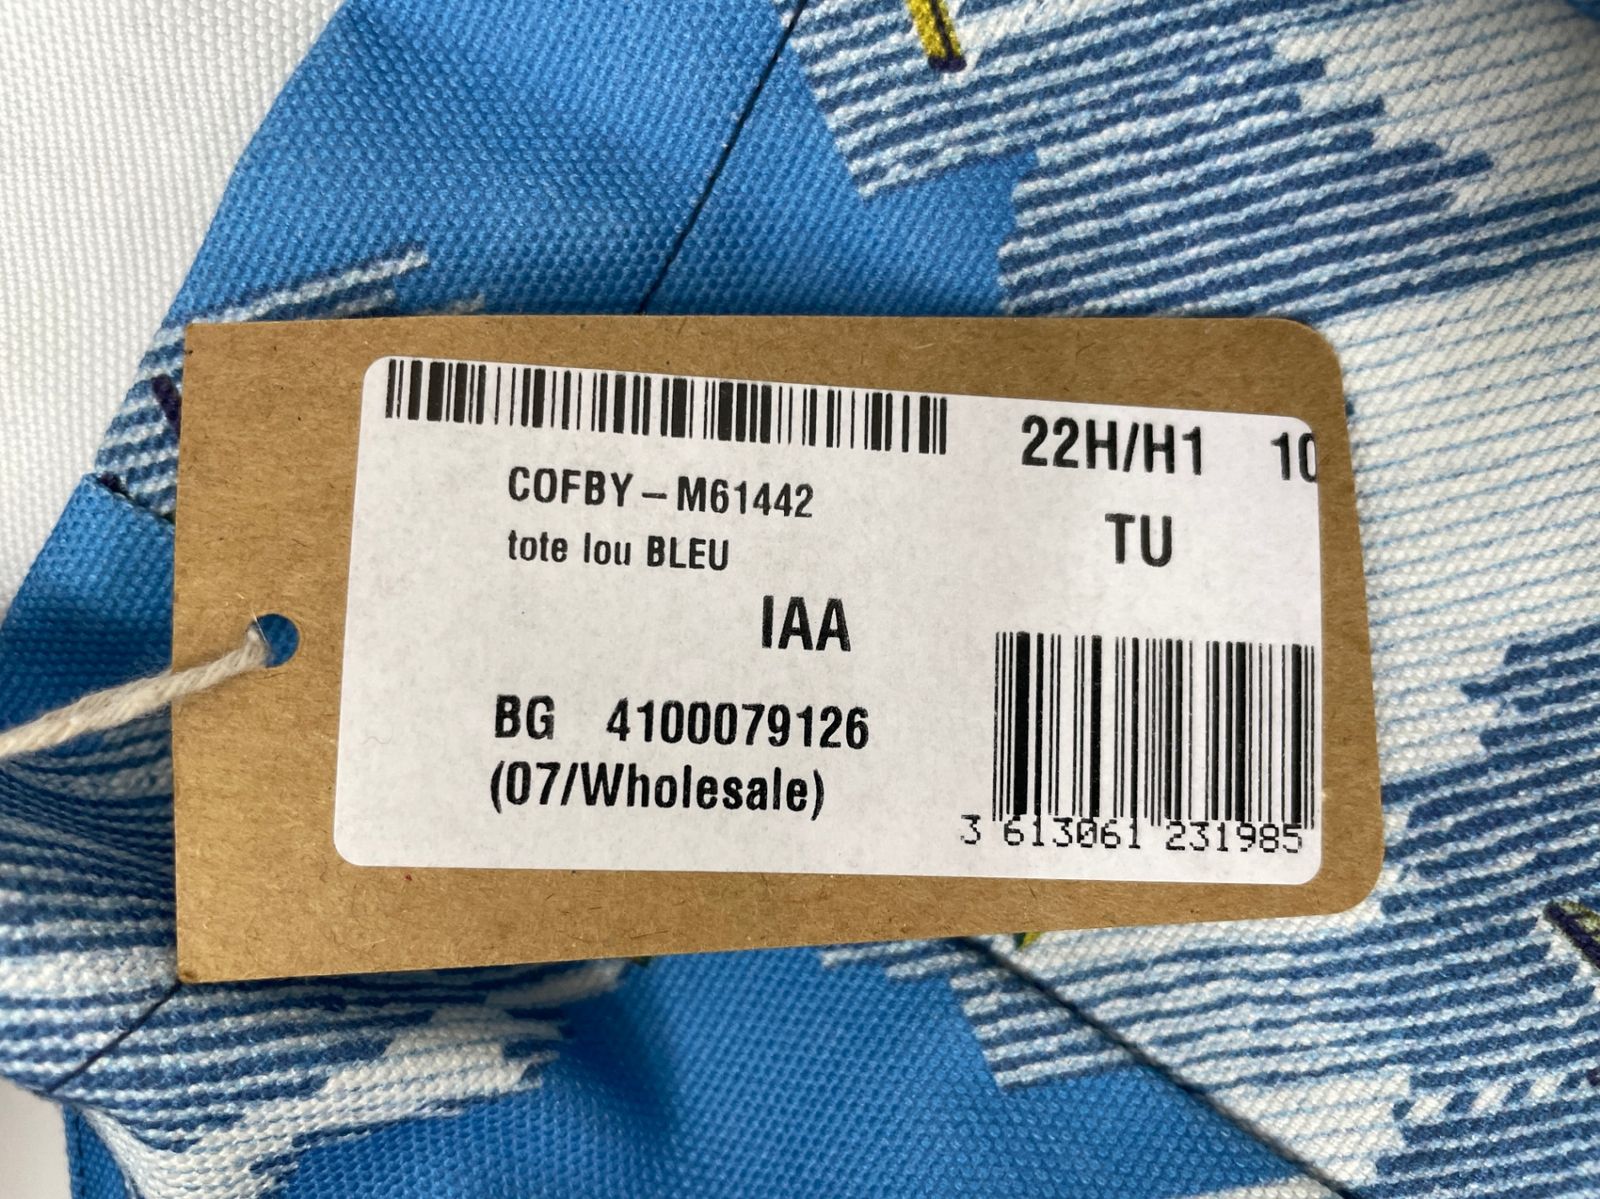 22H/H1 10
COFBY – M61442
tote lou BLEU
TU
IAA
BG 4100079126
(07/Wholesale)
3 613061 231985